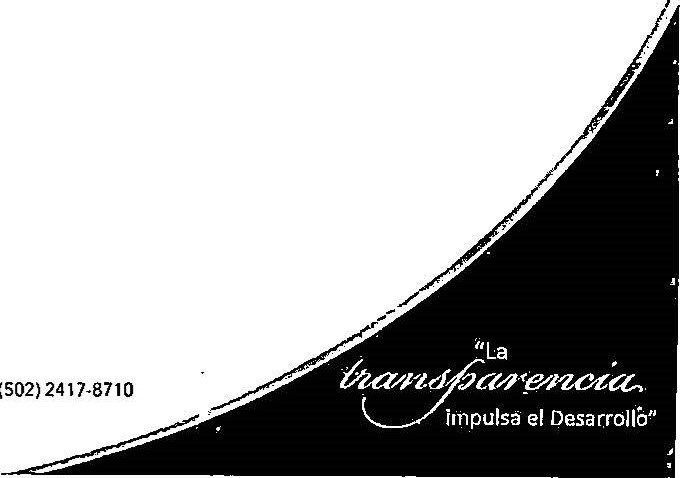 (502) 2417-8710
"La
transparencia
impulsa el Desarrollo"